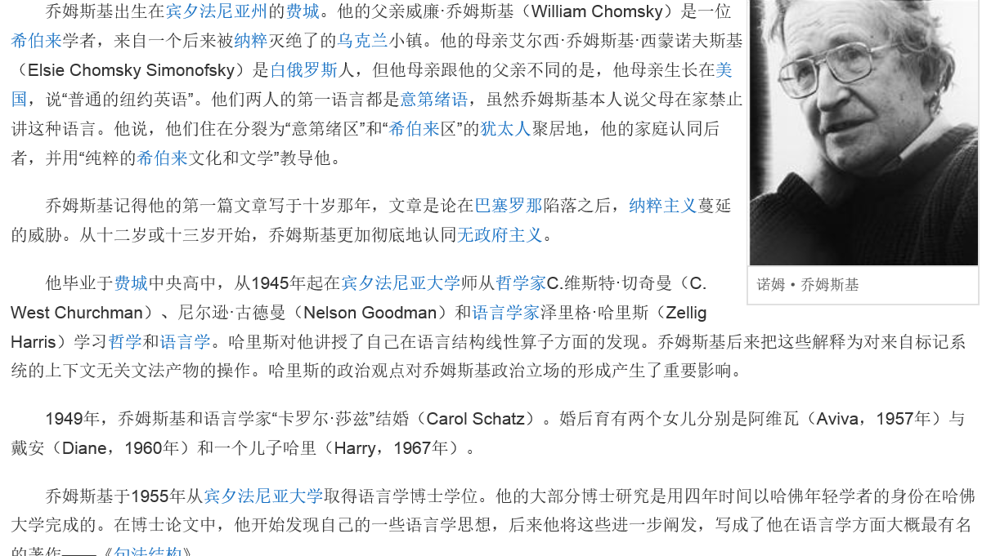 乔姆斯基出生在宾夕法尼亚州的费城。他的父亲威廉·乔姆斯基（William Chomsky）是一位
希伯来学者，来自一个后来被纳粹灭绝了的乌克兰小镇。他的母亲艾尔西·乔姆斯基·西蒙诺夫斯基
（Elsie Chomsky Simonofsky）是白俄罗斯人，但他母亲跟他的父亲不同的是，他母亲生长在美
国，说“普通的纽约英语”。他们两人的第一语言都是意第绪语，虽然乔姆斯基本人说父母在家禁止
讲这种语言。他说，他们住在分裂为“意第绪区”和“希伯来区”的犹太人聚居地，他的家庭认同后
者，并用“纯粹的希伯来文化和文学”教导他。
乔姆斯基记得他的第一篇文章写于十岁那年，文章是论在巴塞罗那陷落之后，纳粹主义蔓延
的威胁。从十二岁或十三岁开始，乔姆斯基更加彻底地认同无政府主义。
他毕业于费城中央高中，从1945年起在宾夕法尼亚大学师从哲学家C.维斯特·切奇曼（C.
West Churchman）、尼尔逊·古德曼（Nelson Goodman）和语言学家泽里格·哈里斯（Zellig
Harris）学习哲学和语言学。哈里斯对他讲授了自己在语言结构线性算子方面的发现。乔姆斯基后来把这些解释为对来自标记系
统的上下文无关文法产物的操作。哈里斯的政治观点对乔姆斯基政治立场的形成产生了重要影响。
诺姆·乔姆斯基
1949年，乔姆斯基和语言学家“卡罗尔·莎兹”结婚（Carol Schatz）。婚后育有两个女儿分别是阿维瓦（Aviva，1957年）与
戴安（Diane，1960年）和一个儿子哈里（Harry，1967年）。
乔姆斯基于1955年从宾夕法尼亚大学取得语言学博士学位。他的大部分博士研究是用四年时间以哈佛年轻学者的身份在哈佛
大学完成的。在博士论文中，他开始发现自己的一些语言学思想，后来他将这些进一步阐发，写成了他在语言学方面大概最有名
的著作——《句法结构》